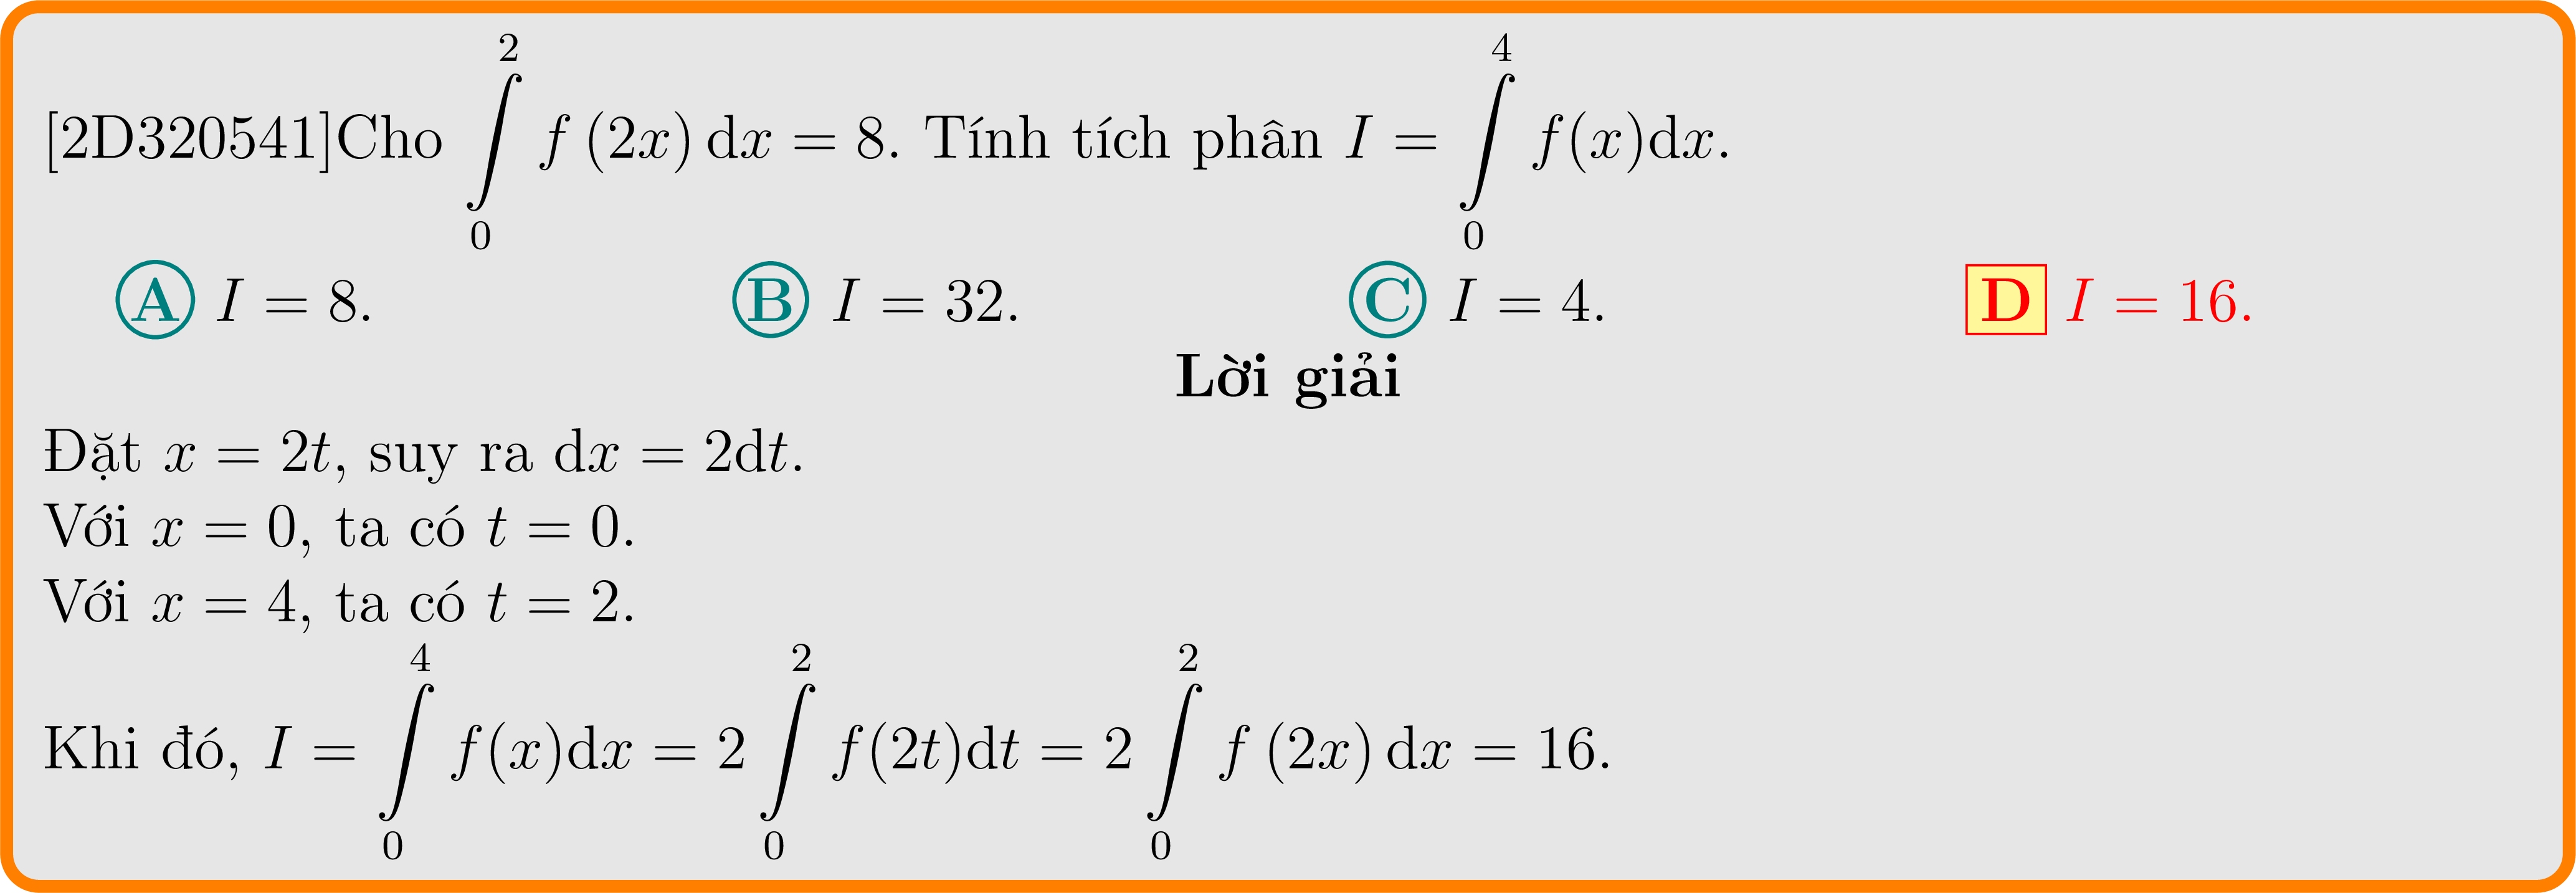 [2D320541]Cho $\int\limits_0^2 f(2x)\,\mathrm{d}x = 8$. Tính tích phân $I = \int\limits_0^4 f(x)\mathrm{d}x$.
A $I = 8$. B $I = 32$. C $I = 4$. D $I = 16$.
Lời giải
Đặt $x = 2t$, suy ra $\mathrm{d}x = 2\mathrm{d}t$.
Với $x = 0$, ta có $t = 0$.
Với $x = 4$, ta có $t = 2$.
Khi đó, $I = \int\limits_0^4 f(x)\mathrm{d}x = 2\int\limits_0^2 f(2t)\mathrm{d}t = 2\int\limits_0^2 f(2x)\,\mathrm{d}x = 16$.